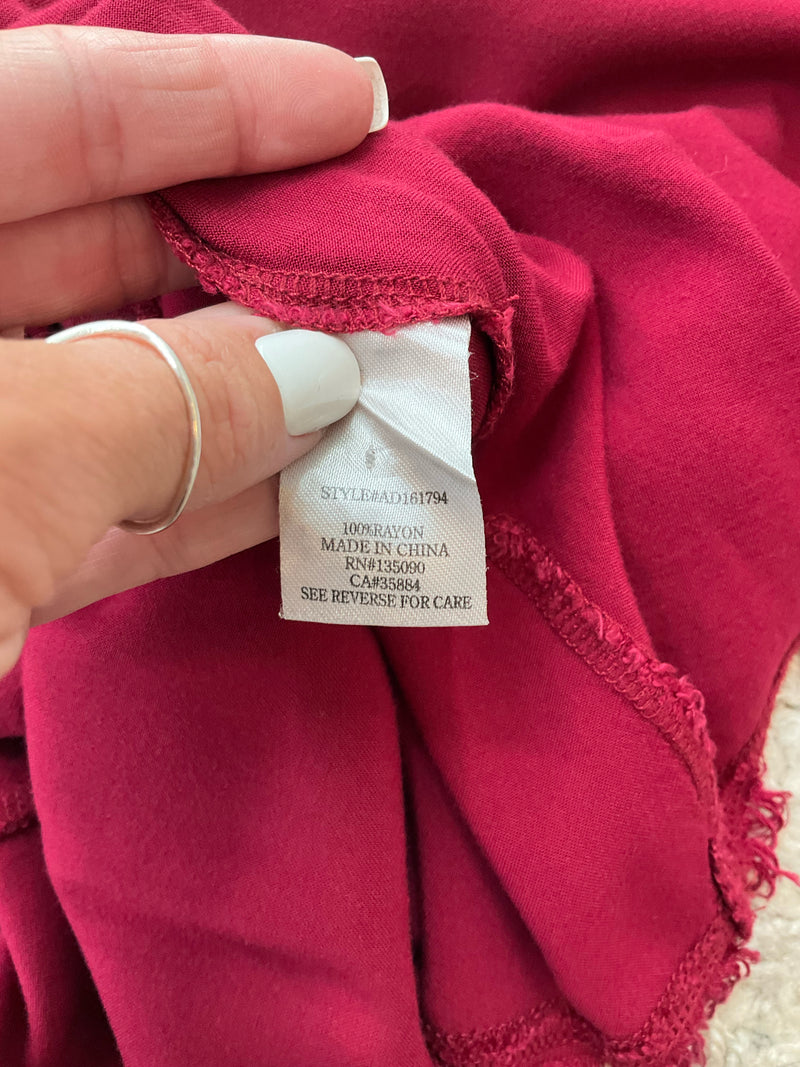 STYLE#AD161794
100%RAYON
MADE IN CHINA
RN#135090
CA#35884
SEE REVERSE FOR CARE